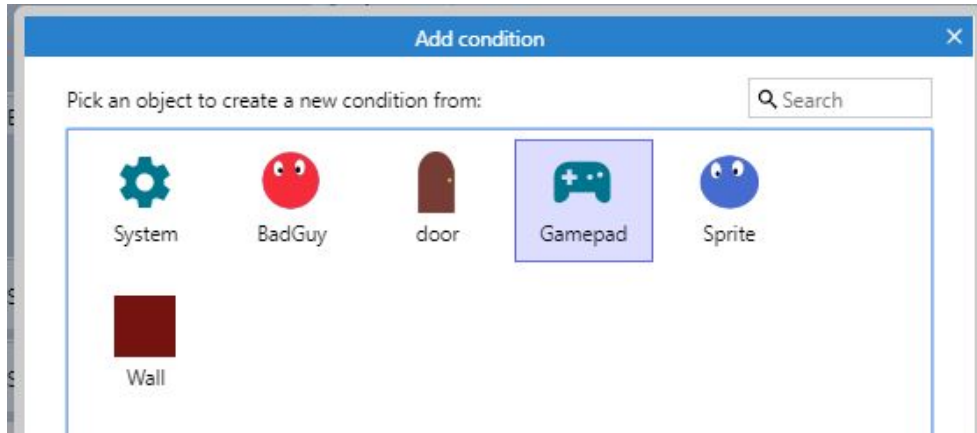 Add condition
Pick an object to create a new condition from:
Search
System
BadGuy
door
Gamepad
Sprite
Wall